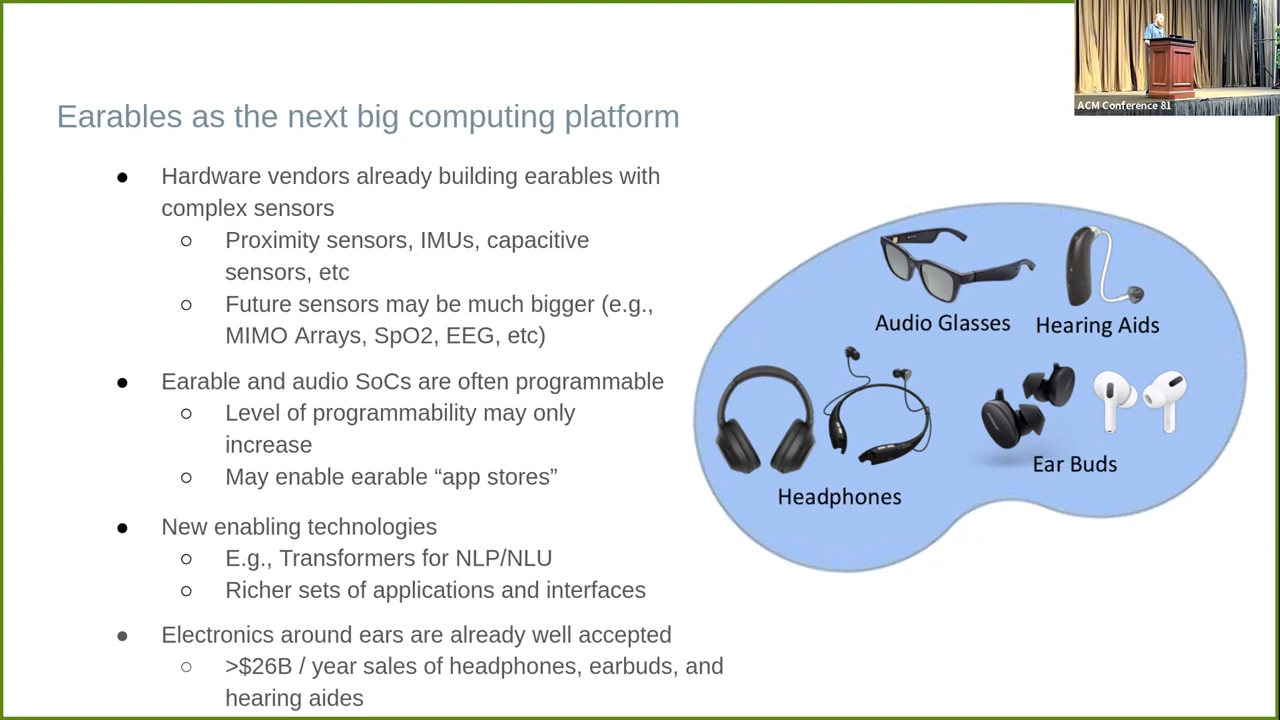 ACM Conference 81
Earables as the next big computing platform
● Hardware vendors already building earables with
complex sensors
○ Proximity sensors, IMUs, capacitive
sensors, etc
○ Future sensors may be much bigger (e.g.,
MIMO Arrays, SpO2, EEG, etc)
● Earable and audio SoCs are often programmable
○ Level of programmability may only
increase
○ May enable earable “app stores”
● New enabling technologies
○ E.g., Transformers for NLP/NLU
○ Richer sets of applications and interfaces
● Electronics around ears are already well accepted
○ >$26B / year sales of headphones, earbuds, and
hearing aides
Audio Glasses
Hearing Aids
Headphones
Ear Buds